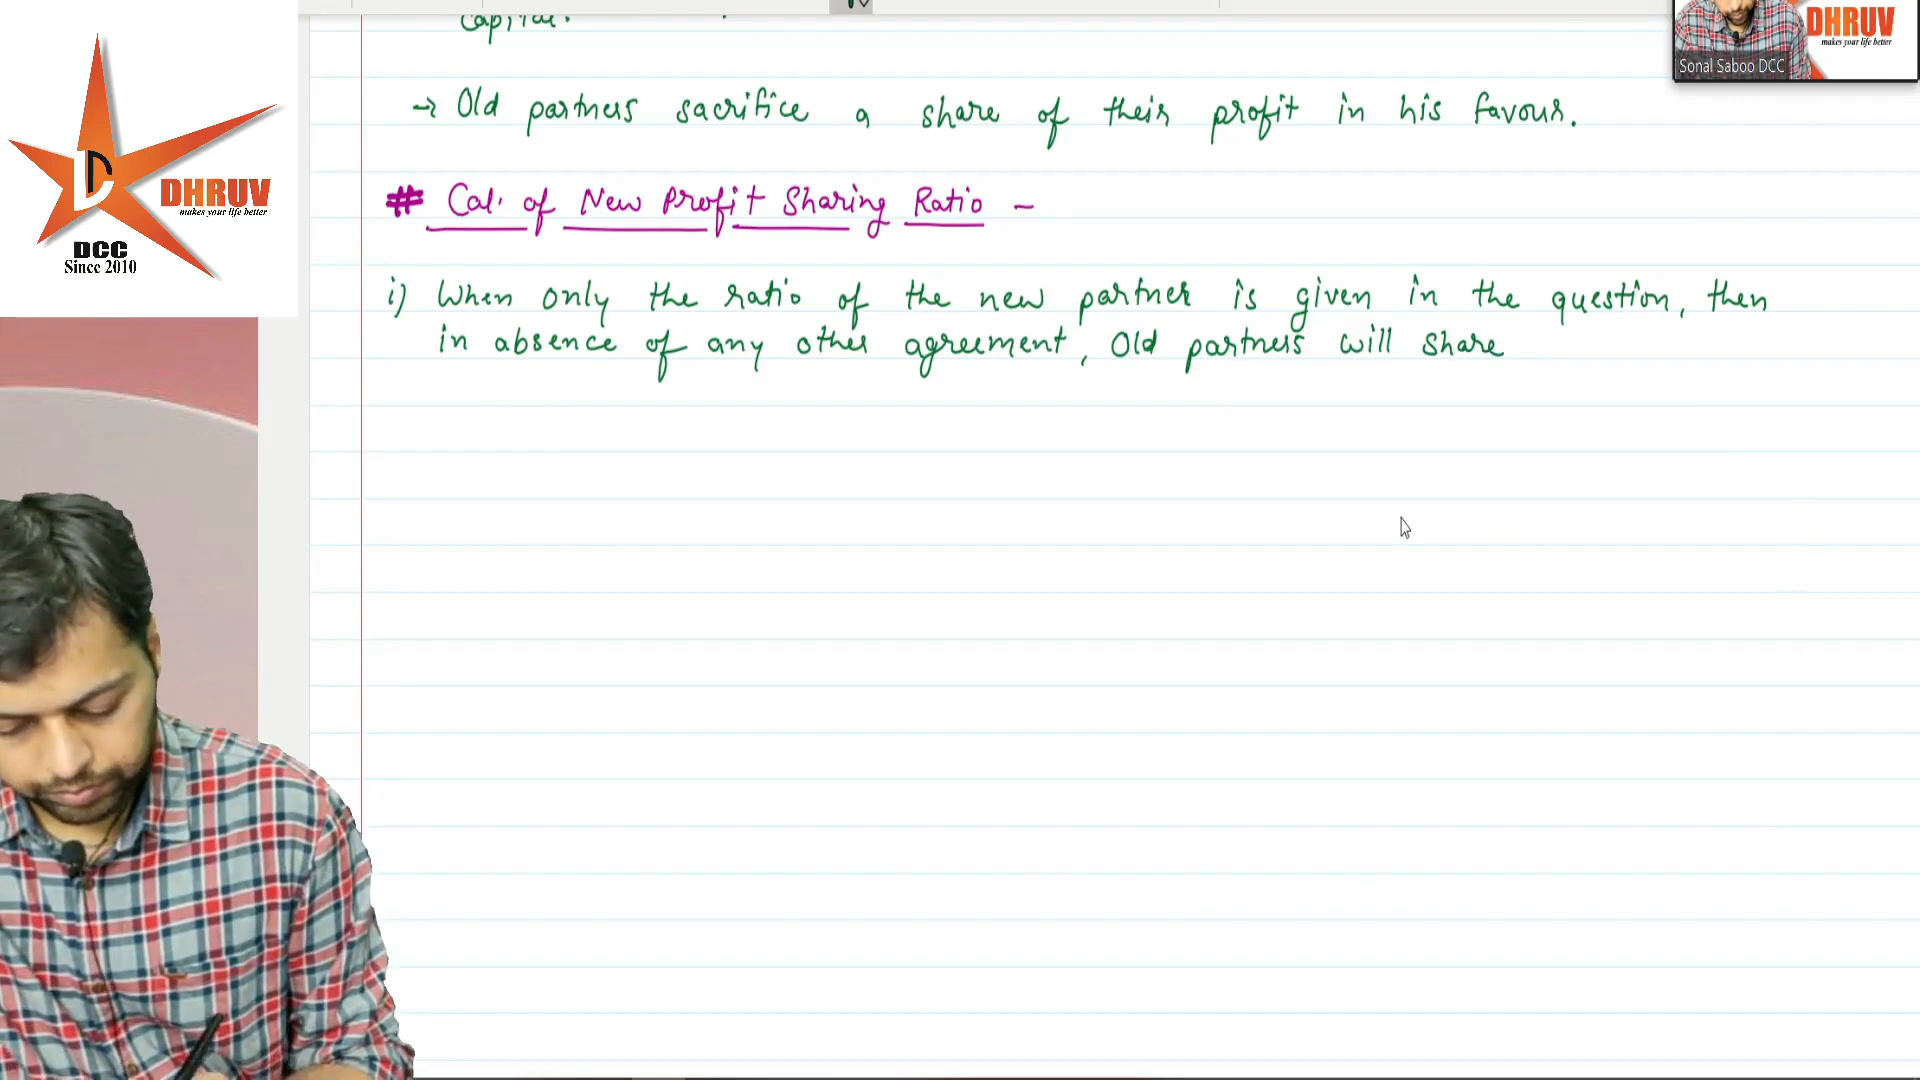 capital.
→ Old partners sacrifice a share of their profit in his favour.
# Cal. of New Profit Sharing Ratio -
i) When only the ratio of the new partner is given in the question, then
in absence of any other agreement, Old partners will share
DHRUV
makes your life better
DCC
Since 2010
DHRUV
makes your life better
Sonal Saboo DCC